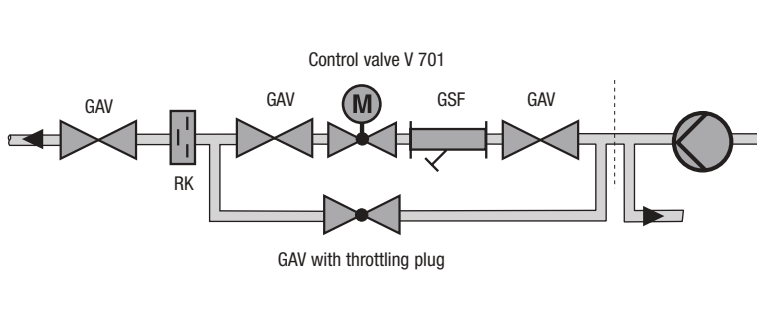 Control valve V 701
GAV
GAV
M
GSF
GAV
RK
GAV with throttling plug